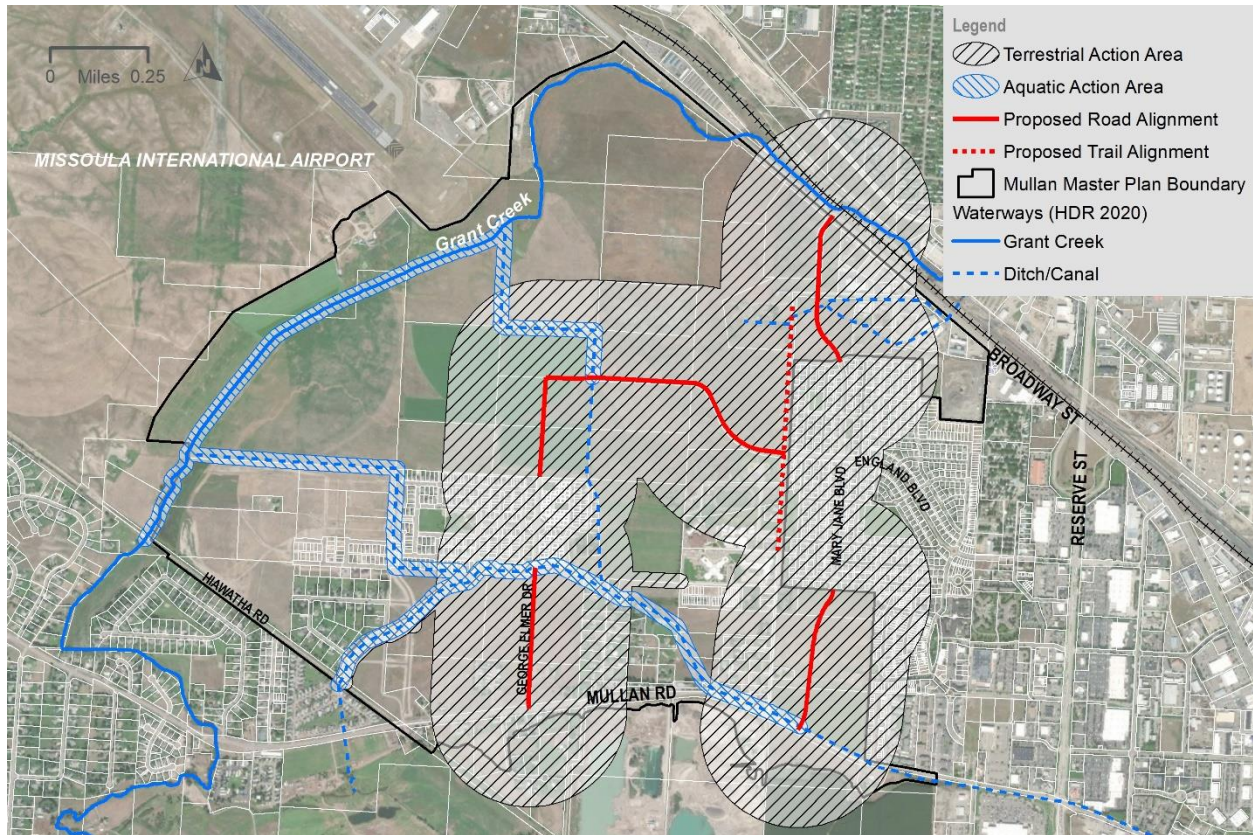 0 Miles 0.25
N
MISSOULA INTERNATIONAL AIRPORT
Grant Creek
Legend
Terrestrial Action Area
Aquatic Action Area
Proposed Road Alignment
Proposed Trail Alignment
Mullan Master Plan Boundary
Waterways (HDR 2020)
Grant Creek
Ditch/Canal
BROADWAY ST
ENGLAND BLVD
MARY JANE BLVD
RESERVE ST
HIAWATHA RD
GEORGE ELMER DR
MULLAN RD